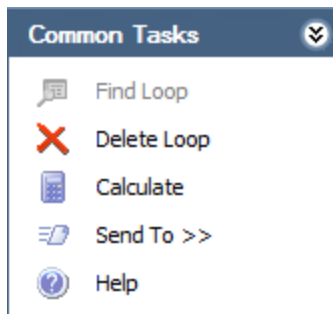 Common Tasks
Find Loop
Delete Loop
Calculate
Send To >>
Help